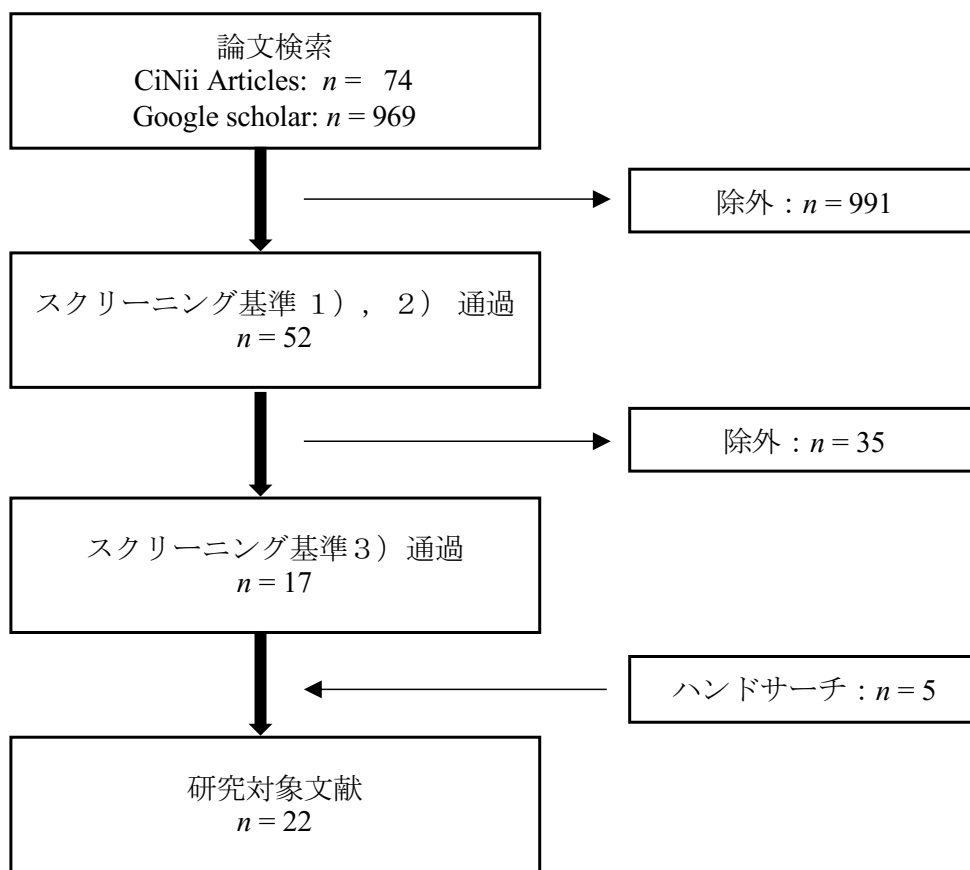 論文検索
CiNii Articles: n = 74
Google scholar: n = 969
除外：n = 991
スクリーニング基準 １），２） 通過
n = 52
除外：n = 35
スクリーニング基準３）通過
n = 17
ハンドサーチ：n = 5
研究対象文献
n = 22